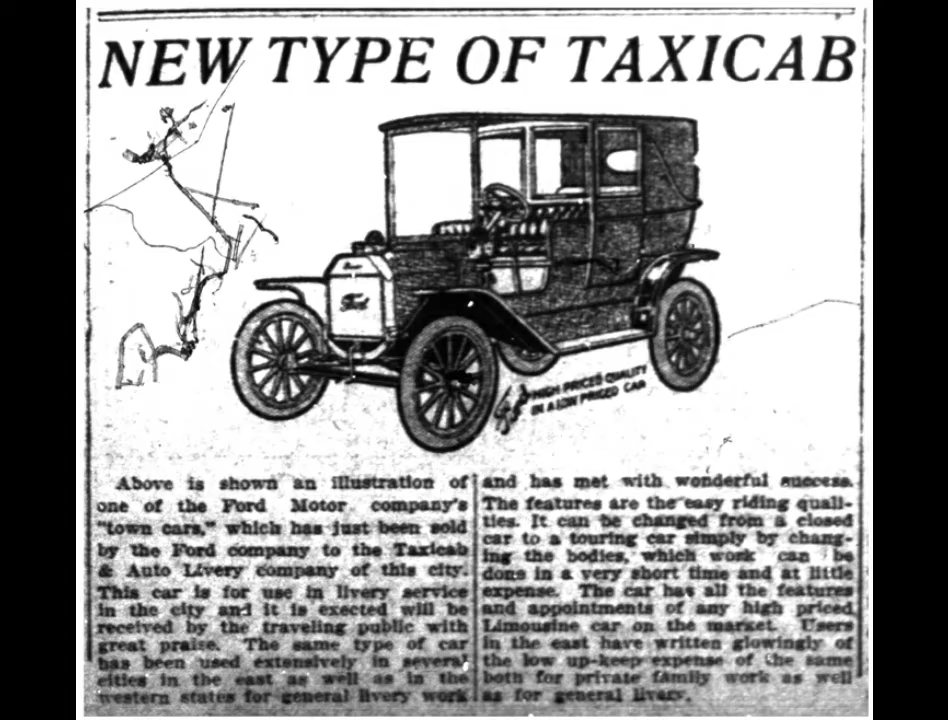 NEW TYPE OF TAXICAB
Ford
HIGH PRICED QUALITY
IN A LOW PRICED CAR
Above is shown an illustration of
one of the Ford Motor company's
"town cars," which has just been sold
by the Ford company to the Taxicab
& Auto Livery company of this city.
This car is for use in livery service
in the city and it is exected will be
received by the traveling public with
great praise. The same type of car
has been used extensively in several
cities in the east as well as in the
western states for general livery work
and has met with wonderful success.
The features are the easy riding quali-
ties. It can be changed from a closed
car to a touring car simply by chang-
ing the bodies, which work can be
done in a very short time and at little
expense. The car has all the features
and appointments of any high priced
Limousine car on the market. Users
in the east have written glowingly of
the low up-keep expense of the same
both for private family work as well
as for general livery.